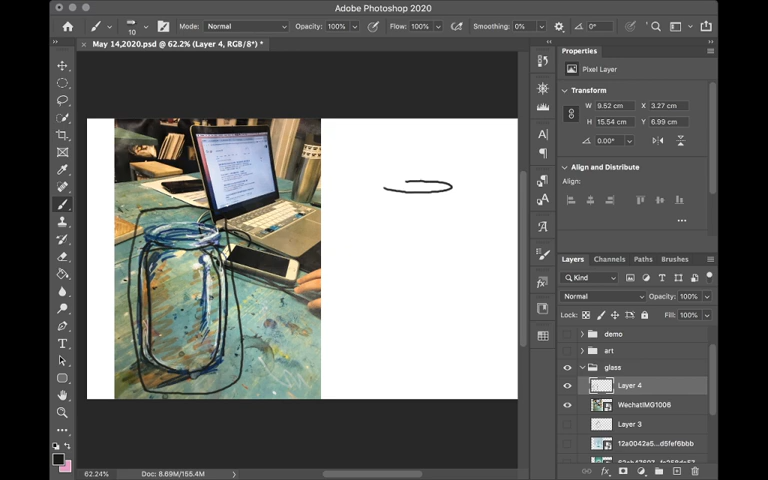 Adobe Photoshop 2020
10
Mode: Normal
Opacity: 100%
Flow: 100%
Smoothing: 0%
0°
× May 14,2020.psd @ 62.2% (Layer 4, RGB/8*) *
Properties
Pixel Layer
Transform
W 9.52 cm X 3.27 cm
H 15.54 cm Y 6.99 cm
0.00°
Align and Distribute
Align:
Layers Channels Paths Brushes
Kind
Normal Opacity: 100%
Lock: Fill: 100%
demo
art
glass
Layer 4
WechatIMG1006
Layer 3
12a0042a5...d5fef6bbb
62.24% Doc: 8.69M/155.4M